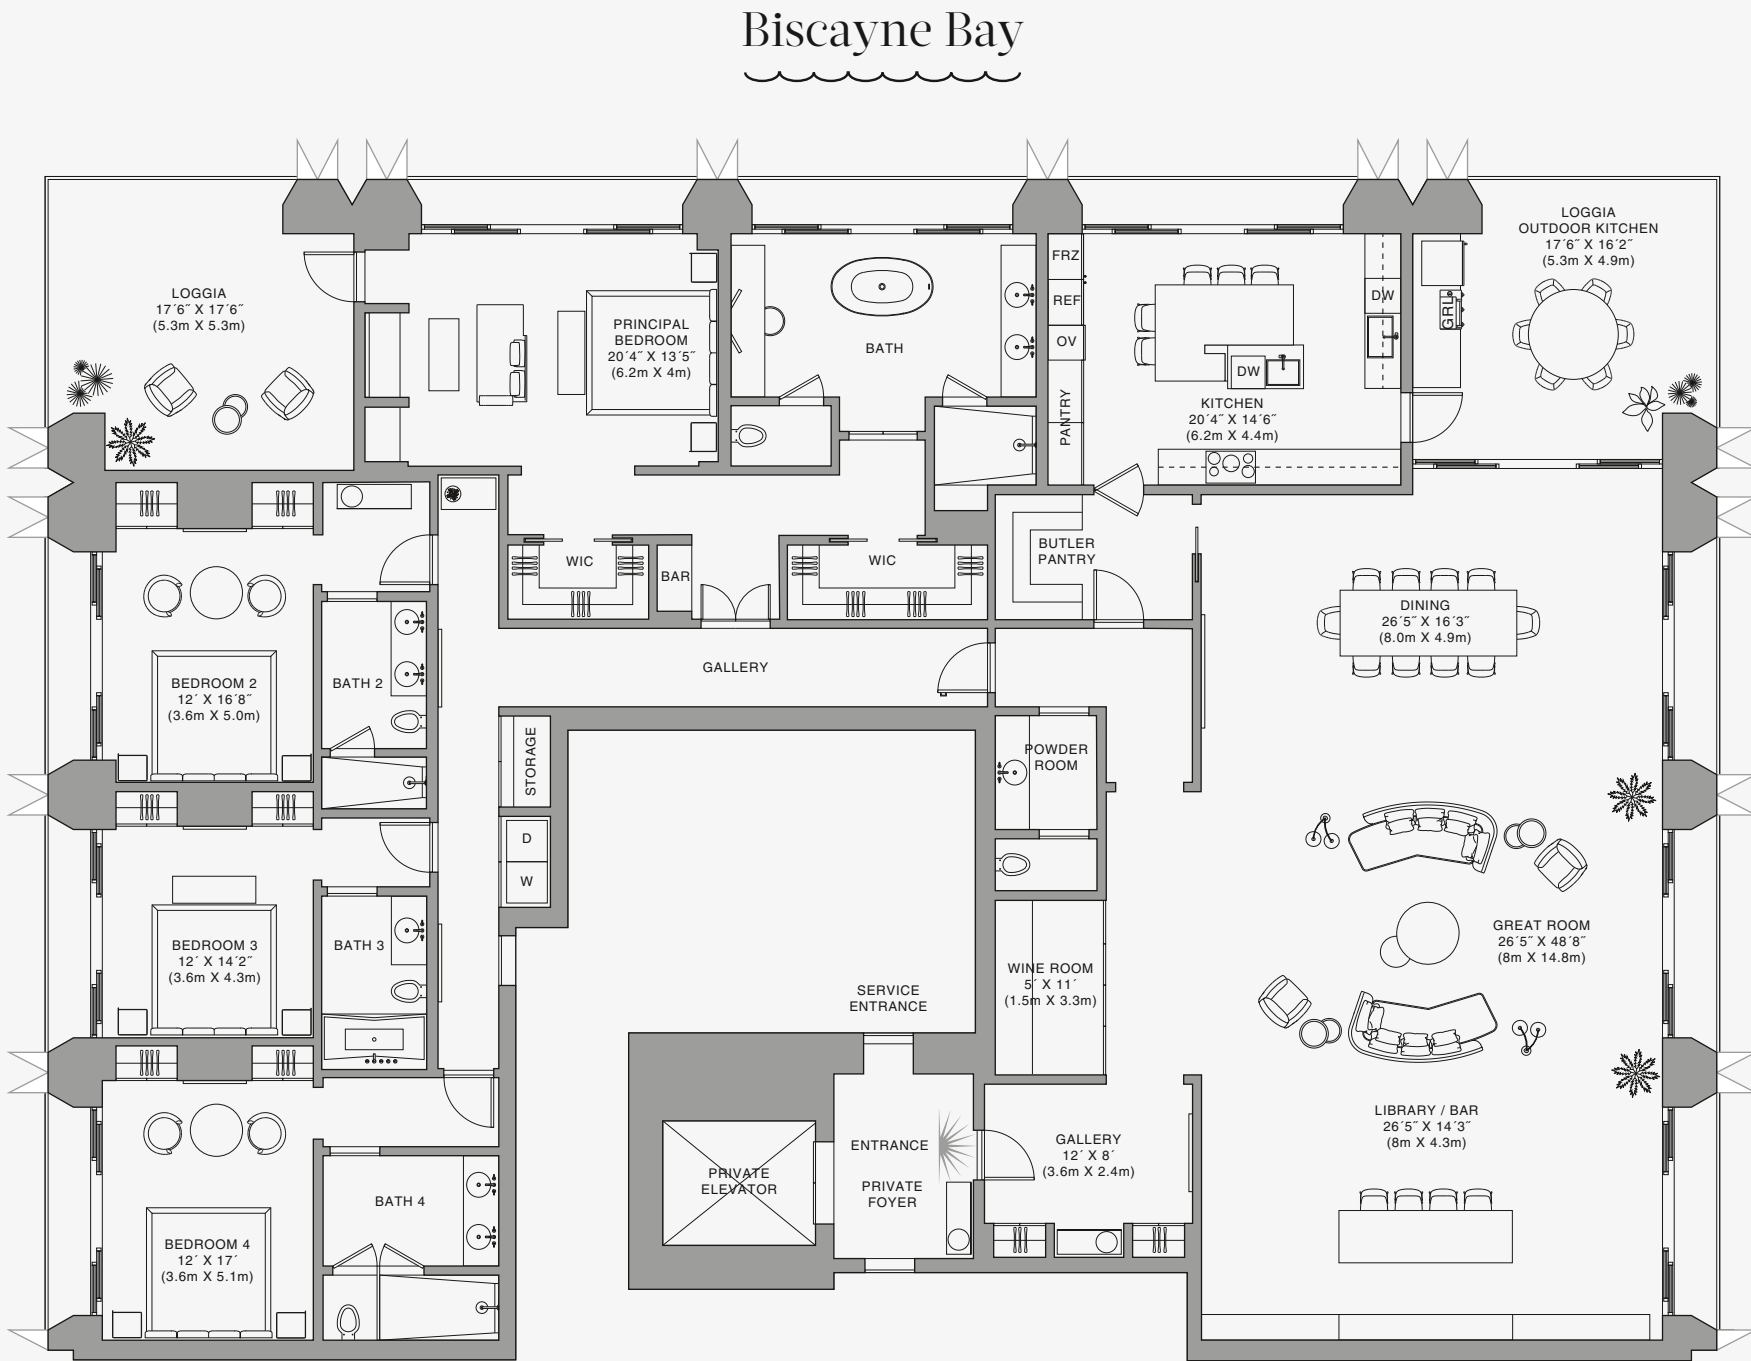 Biscayne Bay
LOGGIA
17´6˝ X 17´6˝
(5.3m X 5.3m)
PRINCIPAL
BEDROOM
20´4˝ X 13´5˝
(6.2m X 4m)
BATH
FRZ
REF
OV
PANTRY
DW
DW
KITCHEN
20´4˝ X 14´6˝
(6.2m X 4.4m)
GRL
LOGGIA
OUTDOOR KITCHEN
17´6˝ X 16´2˝
(5.3m X 4.9m)
WIC
BAR
WIC
BUTLER
PANTRY
DINING
26´5˝ X 16´3˝
(8.0m X 4.9m)
GALLERY
BEDROOM 2
12´ X 16´8˝
(3.6m X 5.0m)
BATH 2
STORAGE
POWDER
ROOM
D
W
BEDROOM 3
12´ X 14´2˝
(3.6m X 4.3m)
BATH 3
WINE ROOM
5´ X 11´
(1.5m X 3.3m)
GREAT ROOM
26´5˝ X 48´8˝
(8m X 14.8m)
SERVICE
ENTRANCE
LIBRARY / BAR
26´5˝ X 14´3˝
(8m X 4.3m)
PRIVATE
ELEVATOR
ENTRANCE
PRIVATE
FOYER
GALLERY
12´ X 8´
(3.6m X 2.4m)
BATH 4
BEDROOM 4
12´ X 17´
(3.6m X 5.1m)